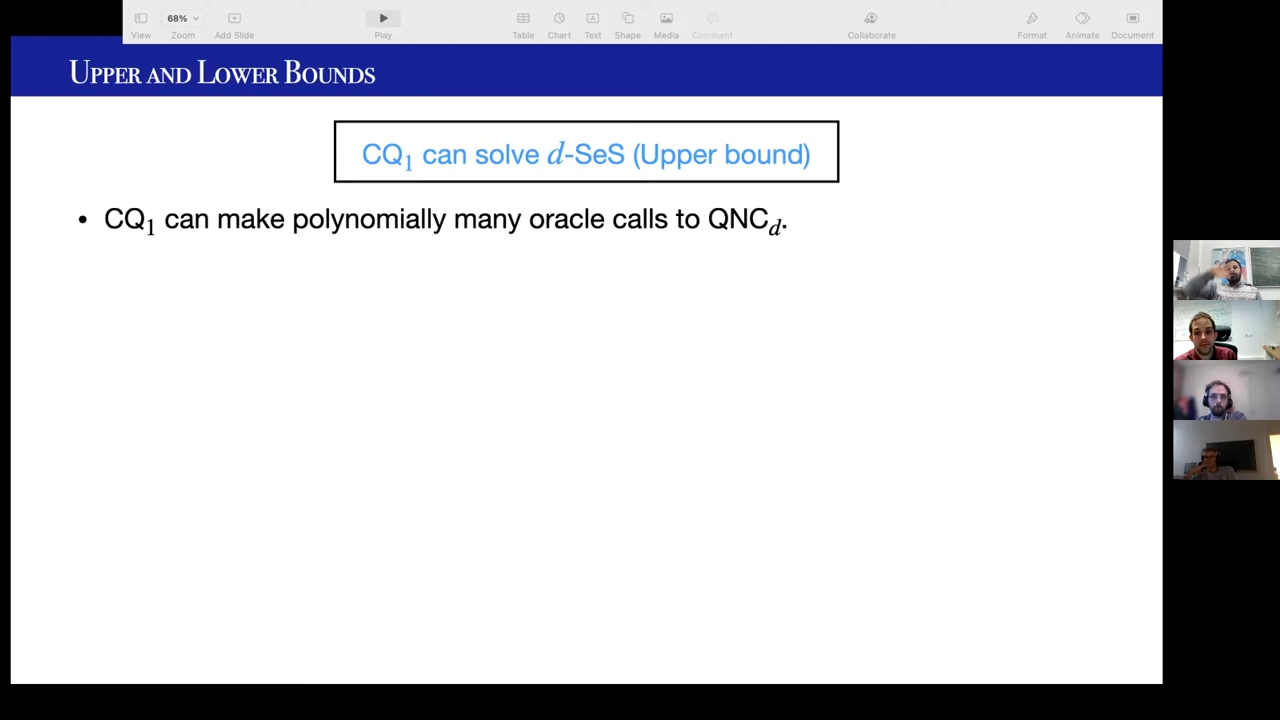 68%
View
Zoom
Add Slide
Play
Table
Chart
Text
Shape
Media
Comment
Collaborate
Format
Animate
Document
UPPER AND LOWER BOUNDS
CQ₁ can solve d-SeS (Upper bound)
• CQ₁ can make polynomially many oracle calls to QNC_d.